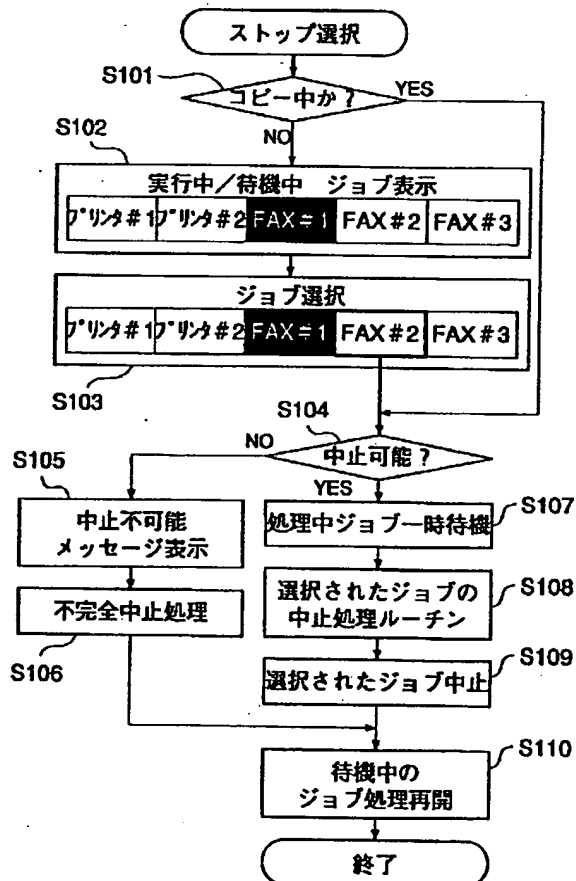 ストップ選択
S101
コピー中か？
YES
NO
S102
実行中／待機中 ジョブ表示
プリンタ#1 プリンタ#2 FAX#1 FAX#2 FAX#3
ジョブ選択
プリンタ#1 プリンタ#2 FAX#1 FAX#2 FAX#3
S103
S104
中止可能？
NO
YES
S105
中止不可能
メッセージ表示
S107
処理中ジョブ一時待機
不完全中止処理
S106
S108
選択されたジョブの
中止処理ルーチン
S109
選択されたジョブ中止
S110
待機中の
ジョブ処理再開
終了